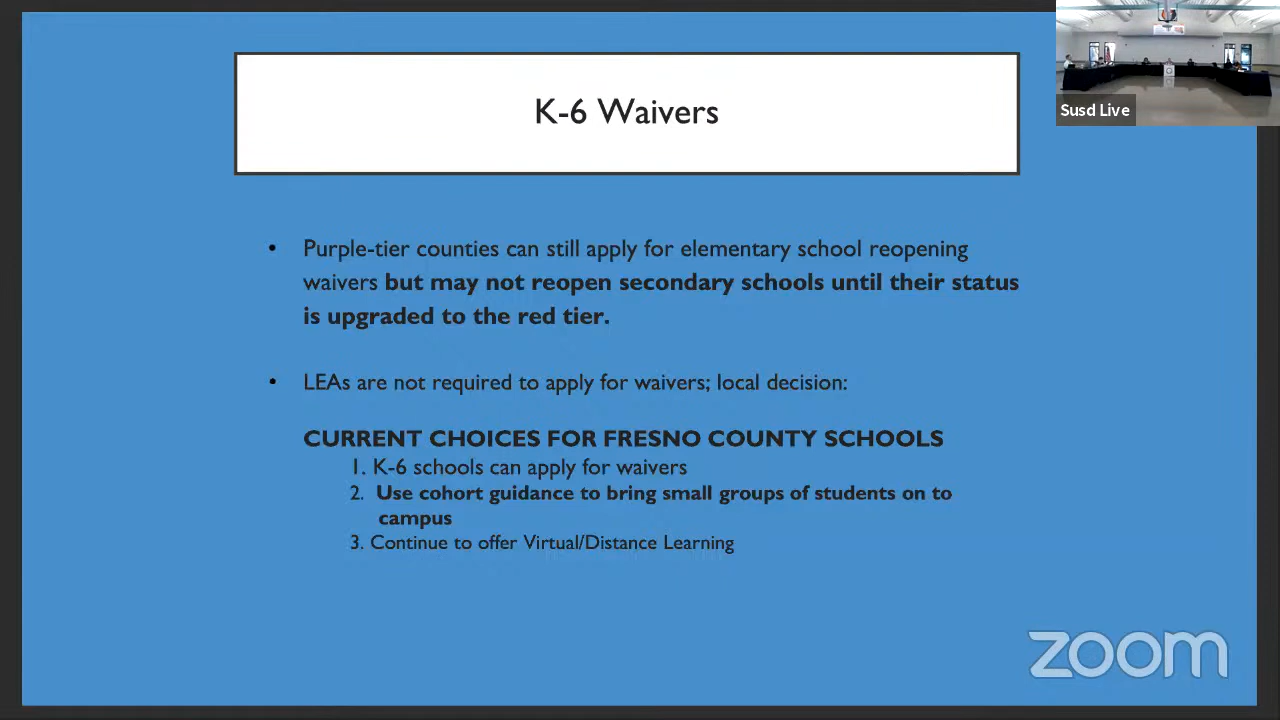 K-6 Waivers
Susd Live
• Purple-tier counties can still apply for elementary school reopening
waivers but may not reopen secondary schools until their status
is upgraded to the red tier.
• LEAs are not required to apply for waivers; local decision:
CURRENT CHOICES FOR FRESNO COUNTY SCHOOLS
1. K-6 schools can apply for waivers
2. Use cohort guidance to bring small groups of students on to
campus
3. Continue to offer Virtual/Distance Learning
zoom